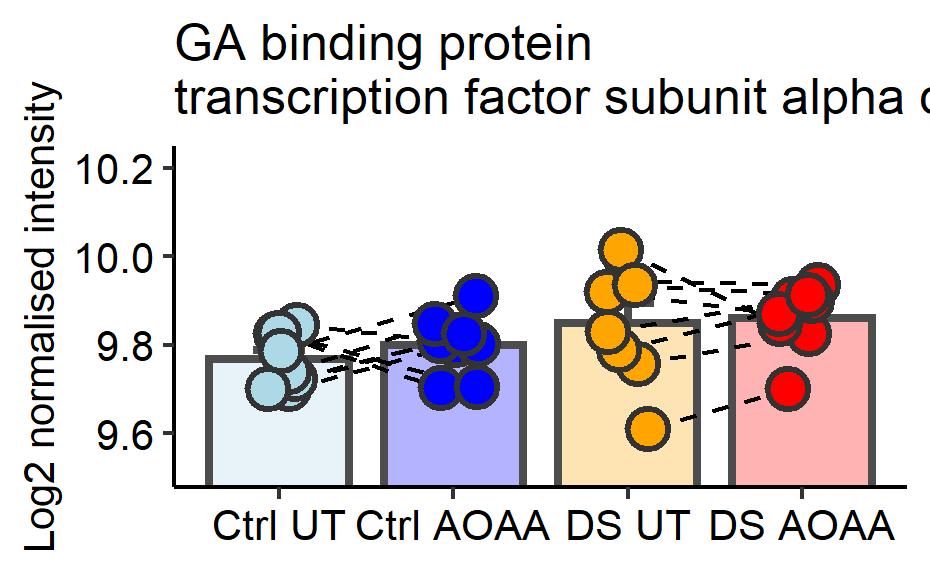 GA binding protein
transcription factor subunit alpha
Log2 normalised intensity
10.2
10.0
9.8
9.6
Ctrl UT Ctrl AOAA DS UT DS AOAA